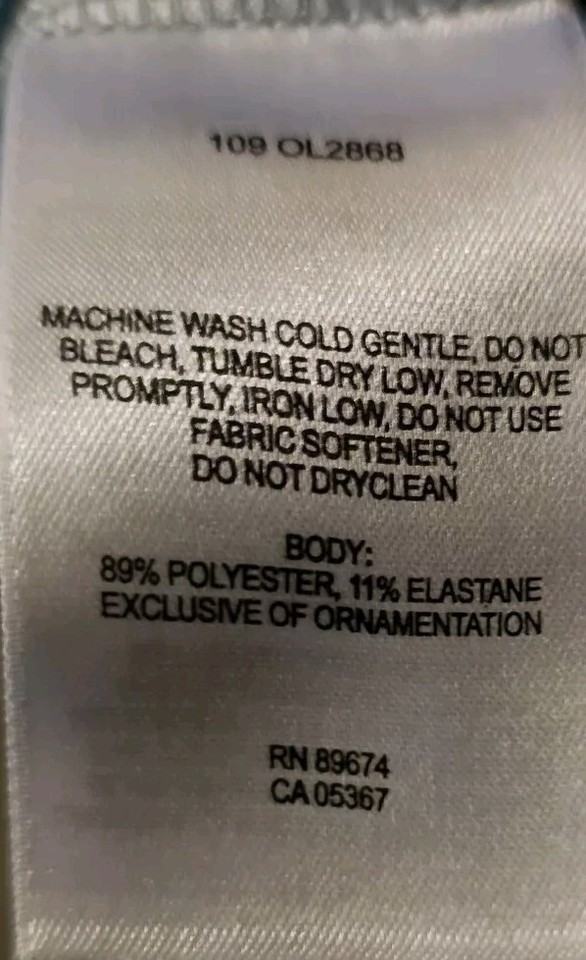 109 OL2868
MACHINE WASH COLD GENTLE, DO NOT
BLEACH, TUMBLE DRY LOW, REMOVE
PROMPTLY, IRON LOW, DO NOT USE
FABRIC SOFTENER,
DO NOT DRYCLEAN
BODY:
89% POLYESTER, 11% ELASTANE
EXCLUSIVE OF ORNAMENTATION
RN 89674
CA 05367